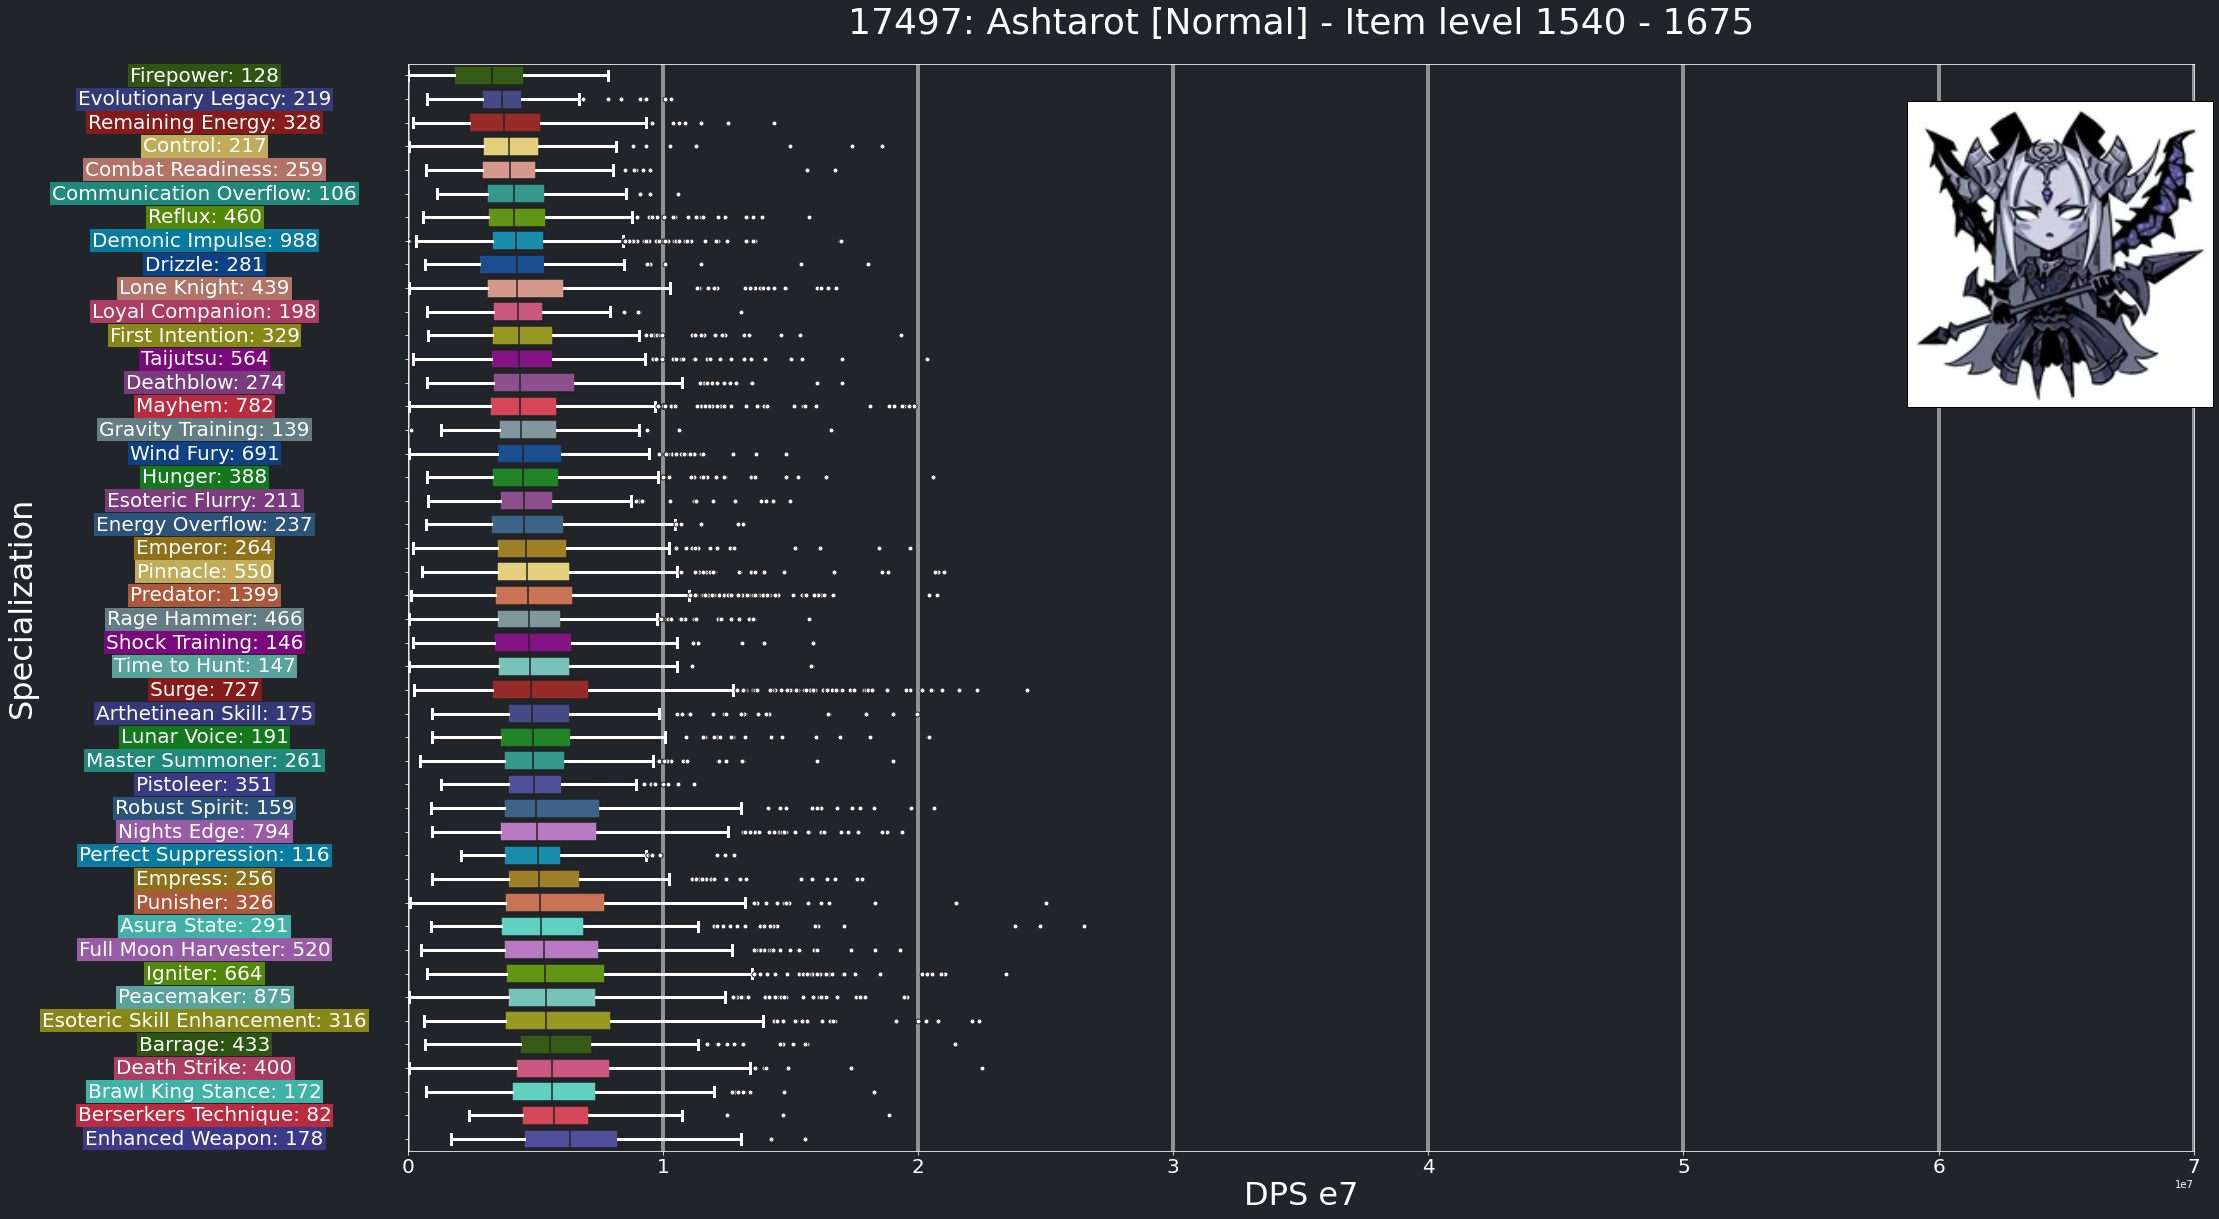 17497: Ashtarot [Normal] - Item level 1540 - 1675
Specialization
Firepower: 128
Evolutionary Legacy: 219
Remaining Energy: 328
Control: 217
Combat Readiness: 259
Communication Overflow: 106
Reflux: 460
Demonic Impulse: 988
Drizzle: 281
Lone Knight: 439
Loyal Companion: 198
First Intention: 329
Taijutsu: 564
Deathblow: 274
Mayhem: 782
Gravity Training: 139
Wind Fury: 691
Hunger: 388
Esoteric Flurry: 211
Energy Overflow: 237
Emperor: 264
Pinnacle: 550
Predator: 1399
Rage Hammer: 466
Shock Training: 146
Time to Hunt: 147
Surge: 727
Arthetinean Skill: 175
Lunar Voice: 191
Master Summoner: 261
Pistoleer: 351
Robust Spirit: 159
Nights Edge: 794
Perfect Suppression: 116
Empress: 256
Punisher: 326
Asura State: 291
Full Moon Harvester: 520
Igniter: 664
Peacemaker: 875
Esoteric Skill Enhancement: 316
Barrage: 433
Death Strike: 400
Brawl King Stance: 172
Berserkers Technique: 82
Enhanced Weapon: 178
0 1 2 3 4 5 6 7
1e7
DPS e7